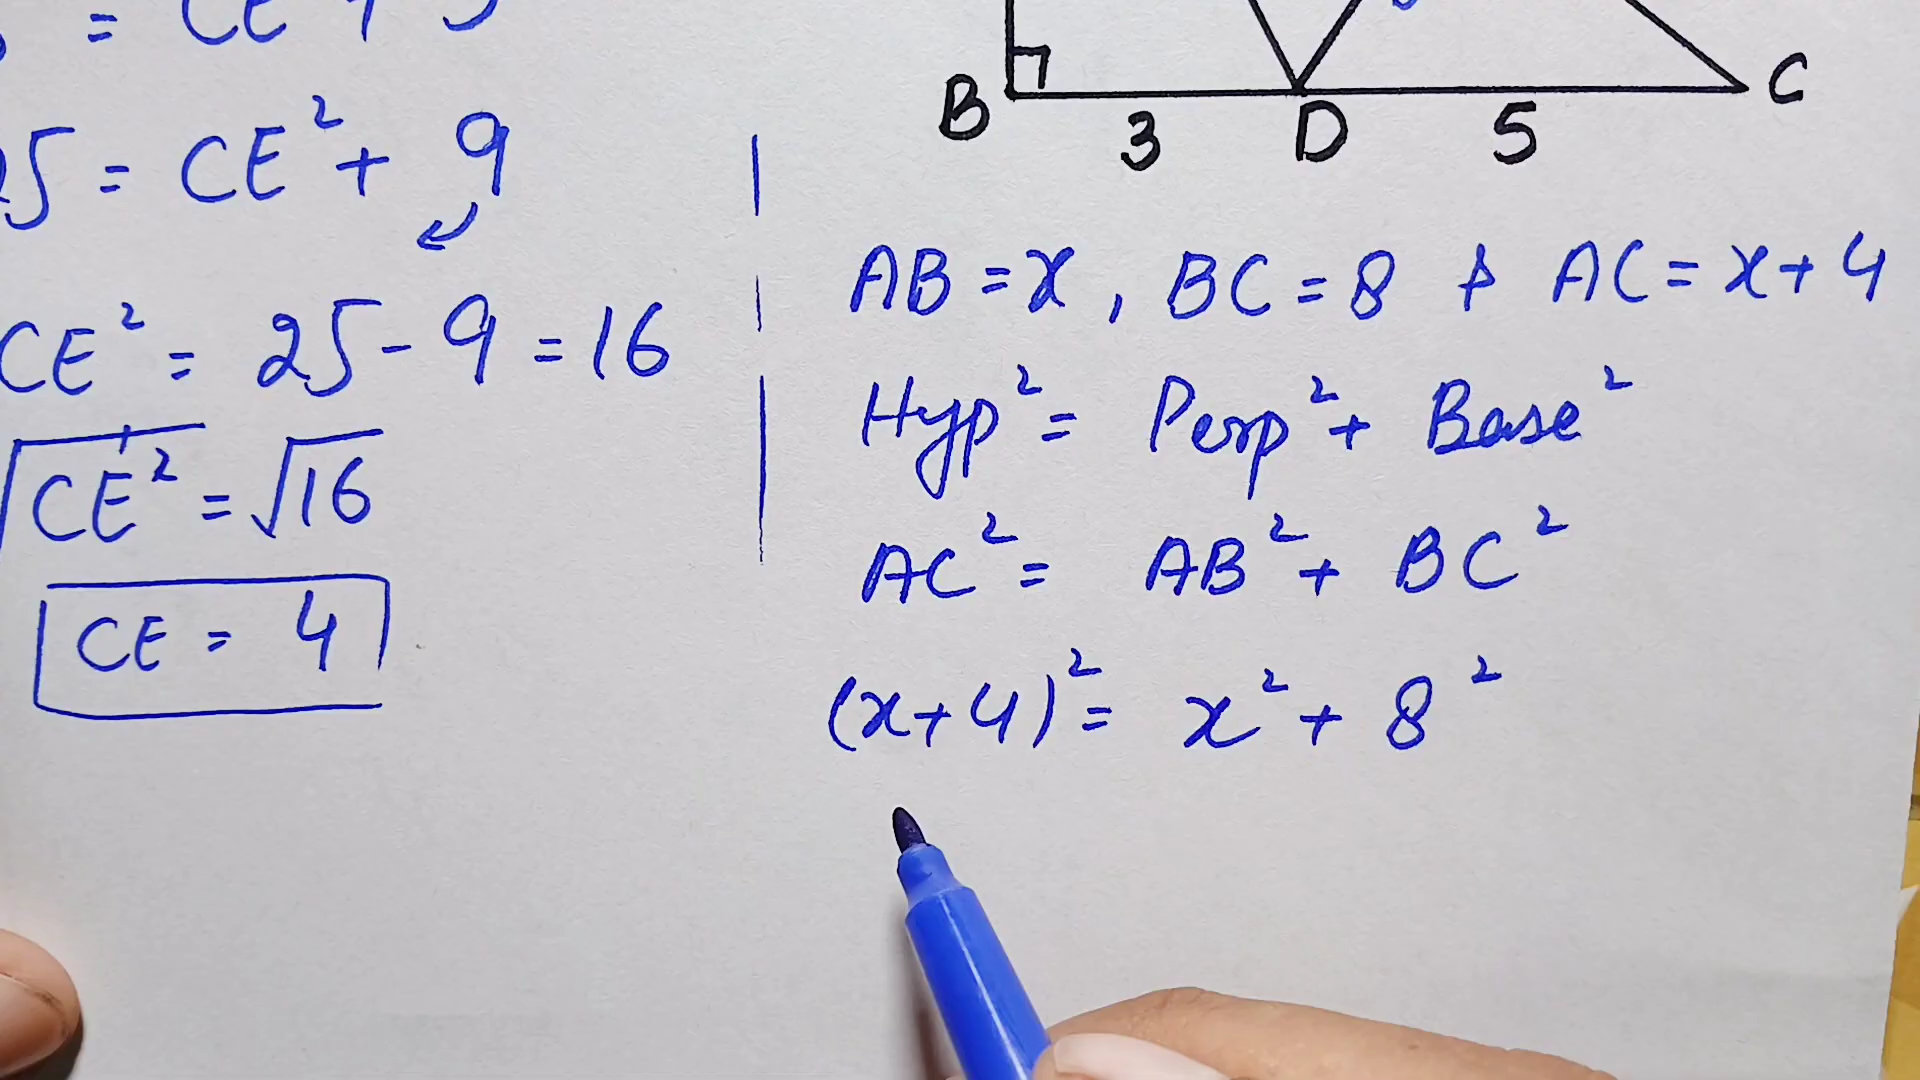 = CE +
B
C
3
D
5
25 = CE² + 9
CE² = 25 - 9 = 16
√CE² = √16
CE = 4
AB = x, BC = 8 & AC = x + 4
Hyp² = Perp² + Base²
AC² = AB² + BC²
(x+4)² = x² + 8²